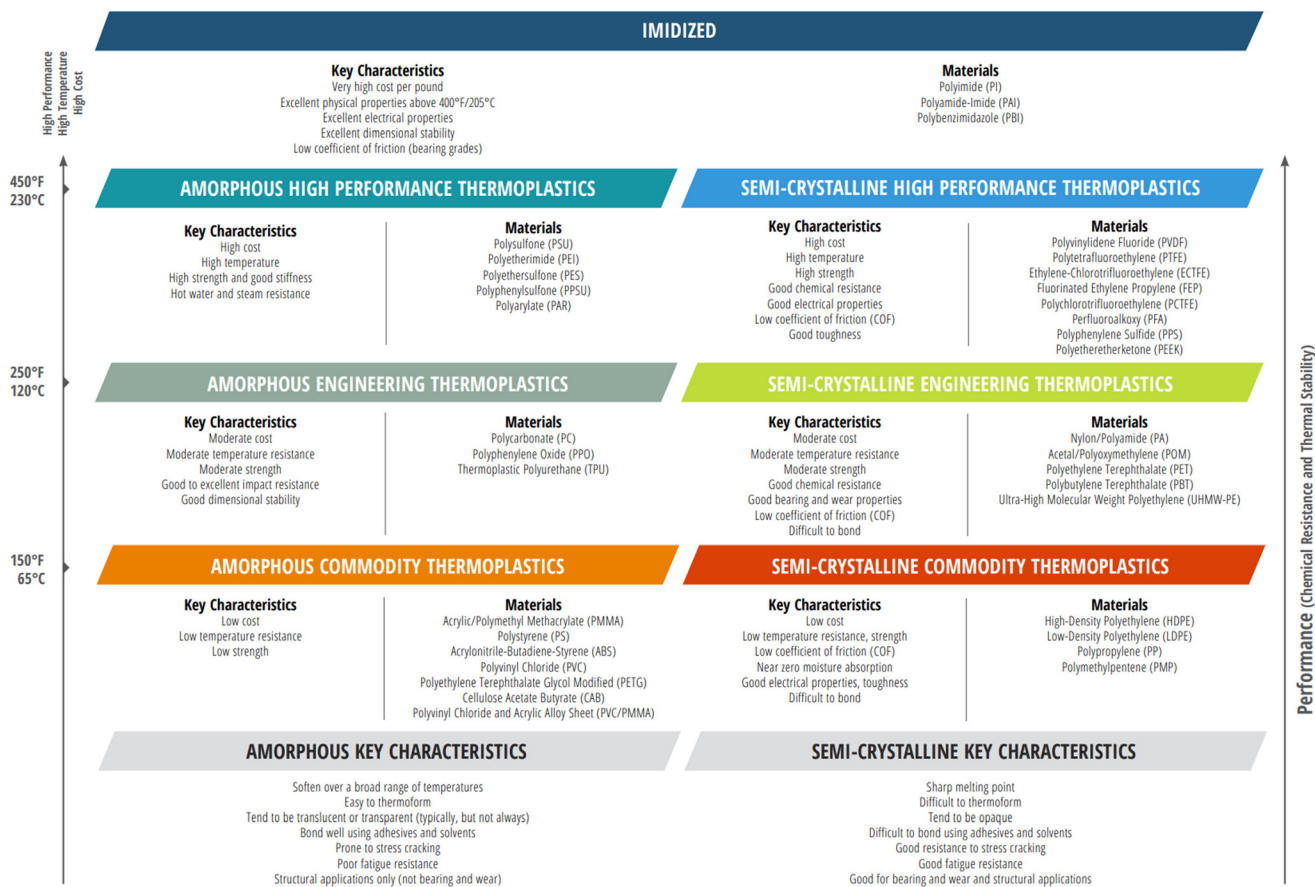 IMIDIZED
High Performance
High Temperature
High Cost
Key Characteristics
Very high cost per pound
Excellent physical properties above 400°F/205°C
Excellent electrical properties
Excellent dimensional stability
Low coefficient of friction (bearing grades)
Materials
Polyimide (PI)
Polyamide-Imide (PAI)
Polybenzimidazole (PBI)
450°F
230°C
AMORPHOUS HIGH PERFORMANCE THERMOPLASTICS
Key Characteristics
High cost
High temperature
High strength and good stiffness
Hot water and steam resistance
Materials
Polysulfone (PSU)
Polyetherimide (PEI)
Polyethersulfone (PES)
Polyphenylsulfone (PPSU)
Polyarylate (PAR)
SEMI-CRYSTALLINE HIGH PERFORMANCE THERMOPLASTICS
Key Characteristics
High cost
High temperature
High strength
Good chemical resistance
Good electrical properties
Low coefficient of friction (COF)
Good toughness
Materials
Polyvinylidene Fluoride (PVDF)
Polytetrafluoroethylene (PTFE)
Ethylene-Chlorotrifluoroethylene (ECTFE)
Fluorinated Ethylene Propylene (FEP)
Polychlorotrifluoroethylene (PCTFE)
Perfluoroalkoxy (PFA)
Polyphenylene Sulfide (PPS)
Polyetheretherketone (PEEK)
250°F
120°C
AMORPHOUS ENGINEERING THERMOPLASTICS
Key Characteristics
Moderate cost
Moderate temperature resistance
Moderate strength
Good to excellent impact resistance
Good dimensional stability
Materials
Polycarbonate (PC)
Polyphenylene Oxide (PPO)
Thermoplastic Polyurethane (TPU)
SEMI-CRYSTALLINE ENGINEERING THERMOPLASTICS
Key Characteristics
Moderate cost
Moderate temperature resistance
Moderate strength
Good chemical resistance
Good bearing and wear properties
Low coefficient of friction (COF)
Difficult to bond
Materials
Nylon/Polyamide (PA)
Acetal/Polyoxymethylene (POM)
Polyethylene Terephthalate (PET)
Polybutylene Terephthalate (PBT)
Ultra-High Molecular Weight Polyethylene (UHMW-PE)
150°F
65°C
AMORPHOUS COMMODITY THERMOPLASTICS
Key Characteristics
Low cost
Low temperature resistance
Low strength
Materials
Acrylic/Polymethyl Methacrylate (PMMA)
Polystyrene (PS)
Acrylonitrile-Butadiene-Styrene (ABS)
Polyvinyl Chloride (PVC)
Polyethylene Terephthalate Glycol Modified (PETG)
Cellulose Acetate Butyrate (CAB)
Polyvinyl Chloride and Acrylic Alloy Sheet (PVC/PMMA)
SEMI-CRYSTALLINE COMMODITY THERMOPLASTICS
Key Characteristics
Low cost
Low temperature resistance, strength
Low coefficient of friction (COF)
Near zero moisture absorption
Good electrical properties, toughness
Difficult to bond
Materials
High-Density Polyethylene (HDPE)
Low-Density Polyethylene (LDPE)
Polypropylene (PP)
Polymethylpentene (PMP)
AMORPHOUS KEY CHARACTERISTICS
Soften over a broad range of temperatures
Easy to thermoform
Tend to be translucent or transparent (typically, but not always)
Bond well using adhesives and solvents
Prone to stress cracking
Poor fatigue resistance
Structural applications only (not bearing and wear)
SEMI-CRYSTALLINE KEY CHARACTERISTICS
Sharp melting point
Difficult to thermoform
Tend to be opaque
Difficult to bond using adhesives and solvents
Good resistance to stress cracking
Good fatigue resistance
Good for bearing and wear and structural applications
Performance (Chemical Resistance and Thermal Stability)